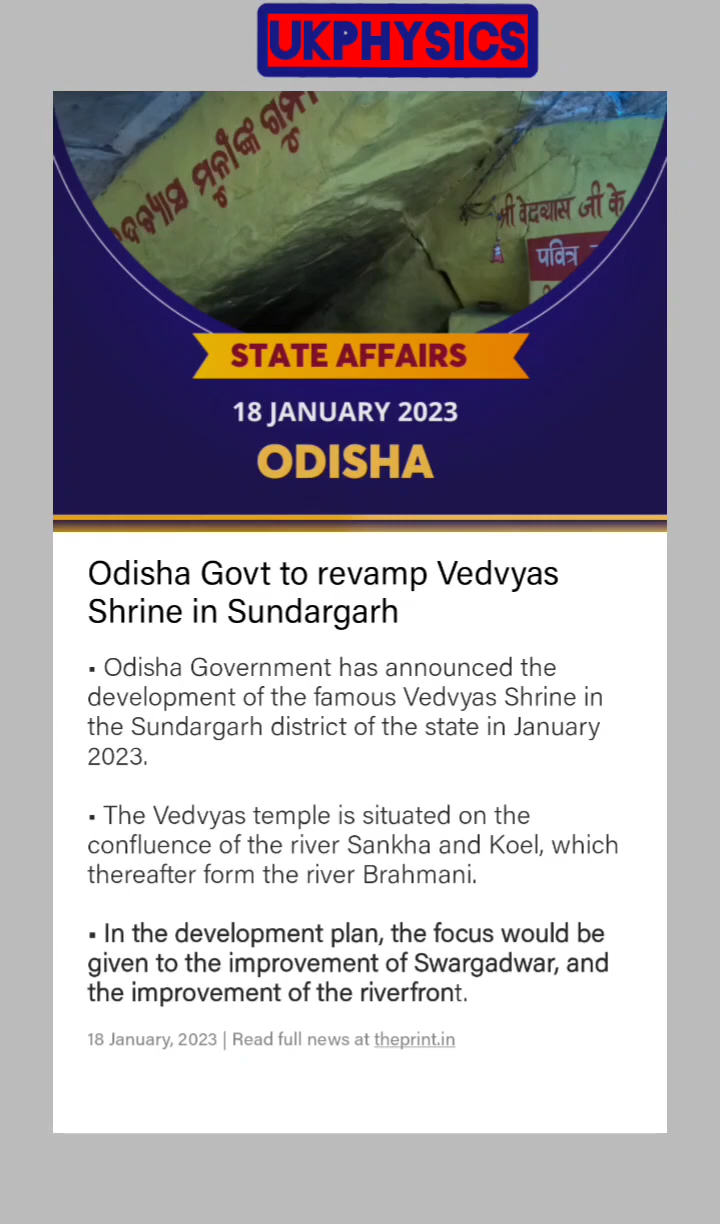 UKPHYSICS
ମୁନୀଙ୍କ
श्री वेदव्यास जी के
पवित्र
STATE AFFAIRS
18 JANUARY 2023
ODISHA
Odisha Govt to revamp Vedvyas
Shrine in Sundargarh
▪ Odisha Government has announced the
development of the famous Vedvyas Shrine in
the Sundargarh district of the state in January
2023.
▪ The Vedvyas temple is situated on the
confluence of the river Sankha and Koel, which
thereafter form the river Brahmani.
▪ In the development plan, the focus would be
given to the improvement of Swargadwar, and
the improvement of the riverfront.
18 January, 2023 | Read full news at theprint.in